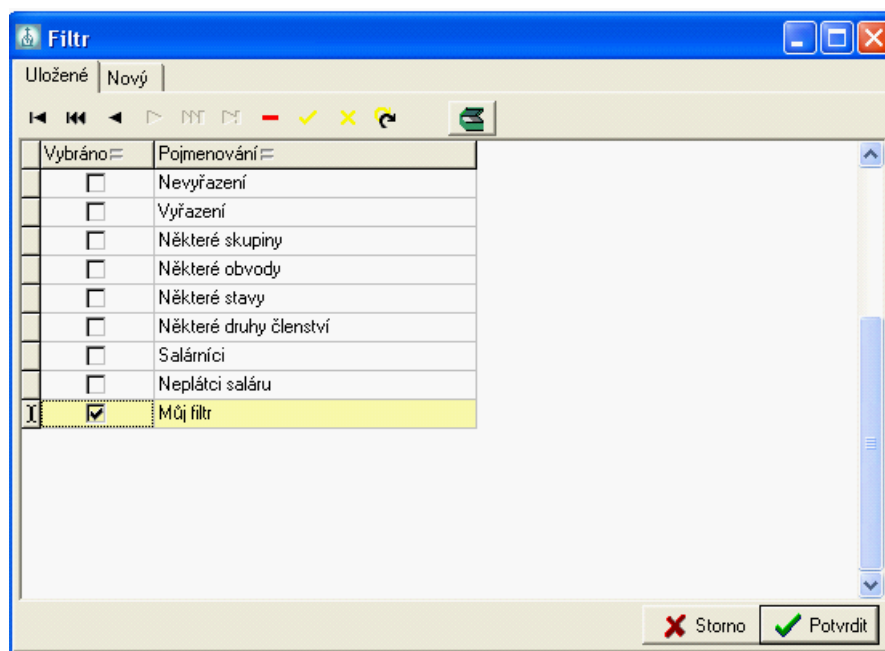 Filtr
Uložené Nový
Vybráno Pojmenování
Nevyřazení
Vyřazení
Některé skupiny
Některé obvody
Některé stavy
Některé druhy členství
Salárníci
Neplátci saláru
Můj filtr
Storno Potvrdit